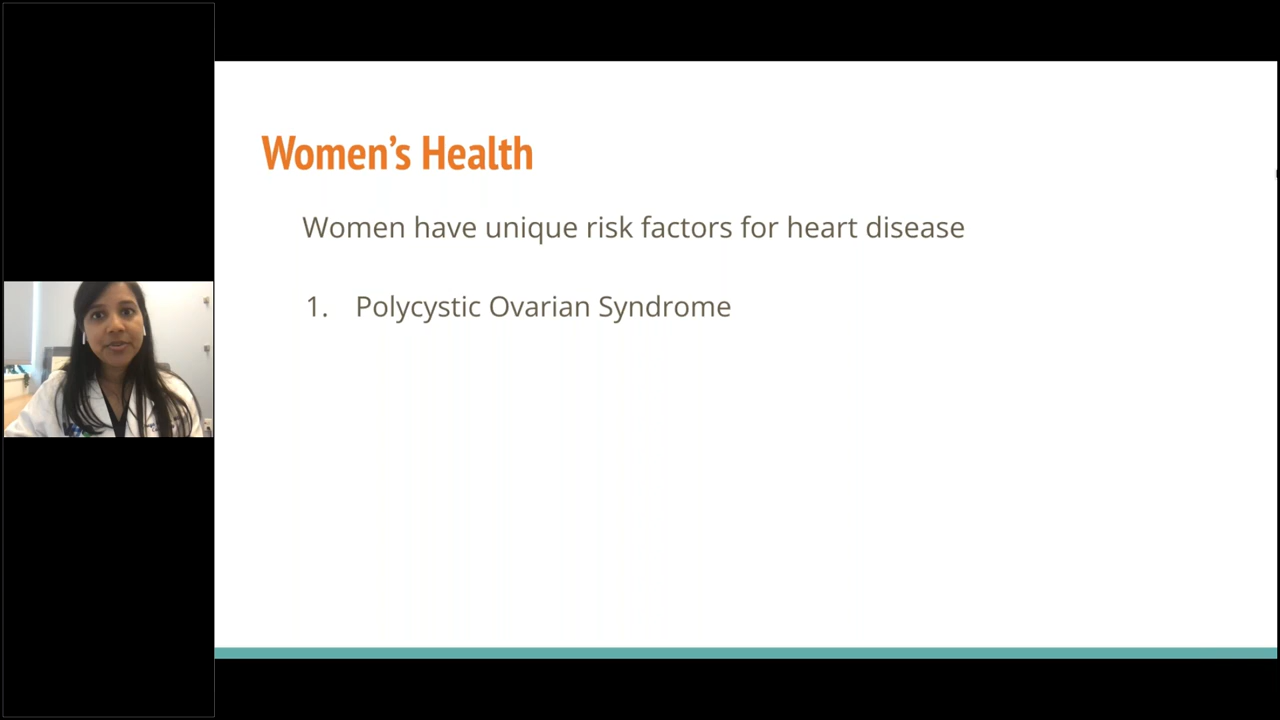 Women’s Health
Women have unique risk factors for heart disease
1. Polycystic Ovarian Syndrome